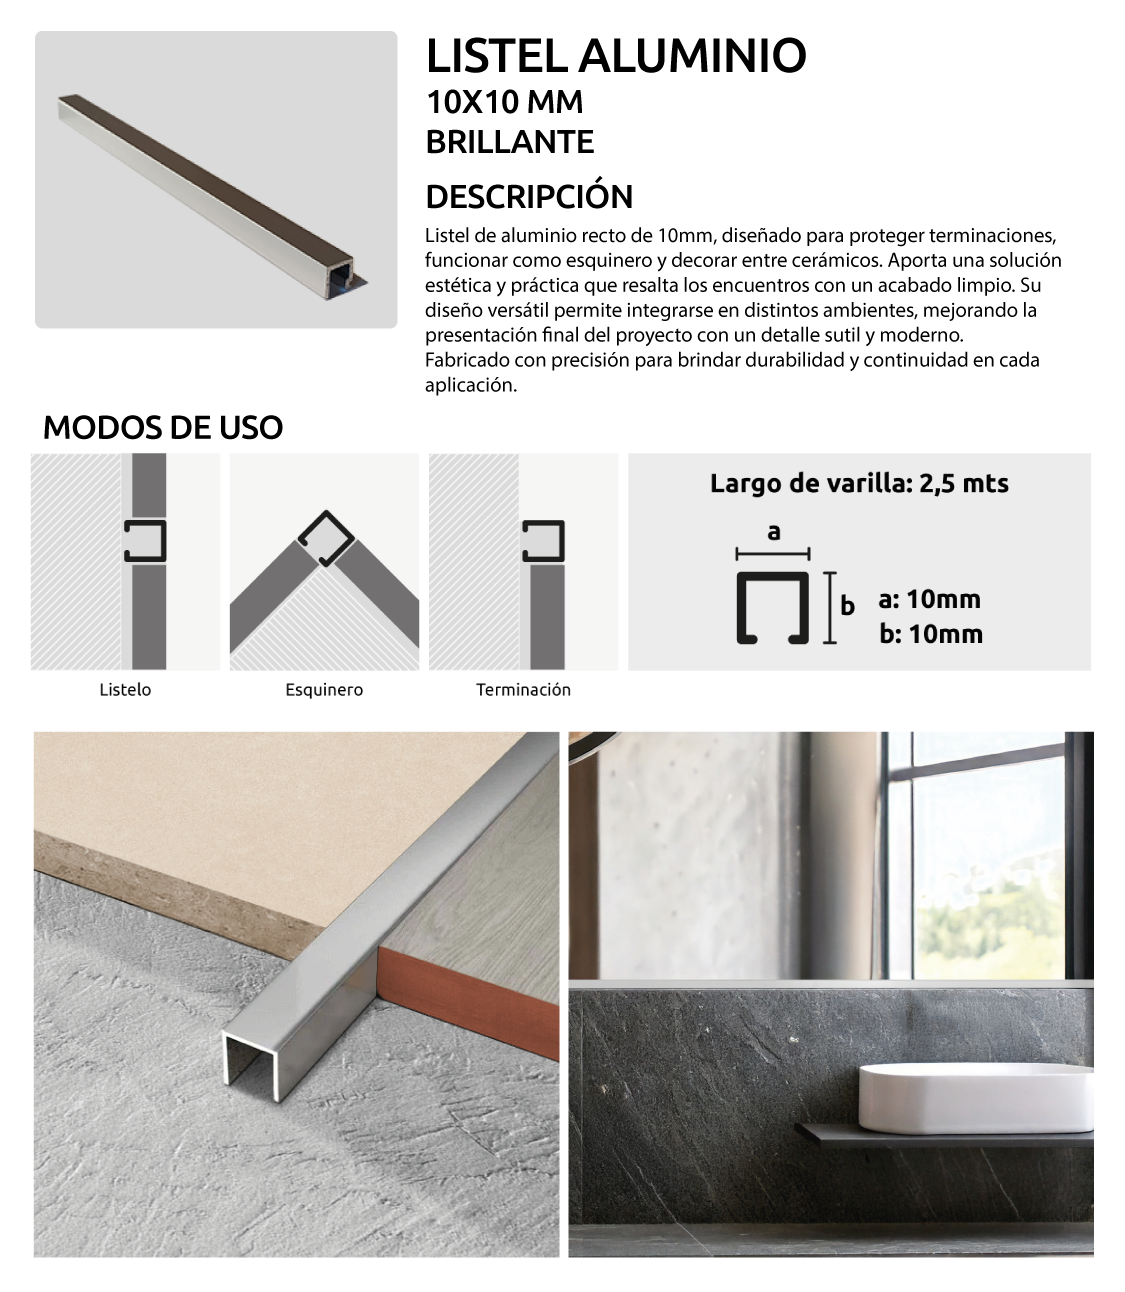 LISTEL ALUMINIO
10X10 MM
BRILLANTE
DESCRIPCIÓN
Listel de aluminio recto de 10mm, diseñado para proteger terminaciones,
funcionar como esquinero y decorar entre cerámicos. Aporta una solución
estética y práctica que resalta los encuentros con un acabado limpio. Su
diseño versátil permite integrarse en distintos ambientes, mejorando la
presentación final del proyecto con un detalle sutil y moderno.
Fabricado con precisión para brindar durabilidad y continuidad en cada
aplicación.
MODOS DE USO
Listelo
Esquinero
Terminación
Largo de varilla: 2,5 mts
a
b
a: 10mm
b: 10mm